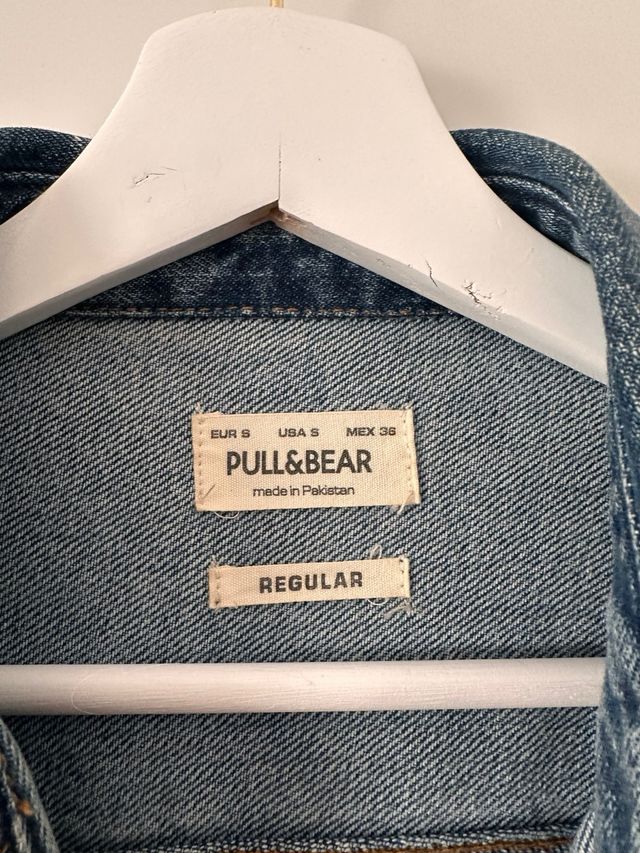 EUR S USA S MEX 36
PULL&BEAR
made in Pakistan
REGULAR